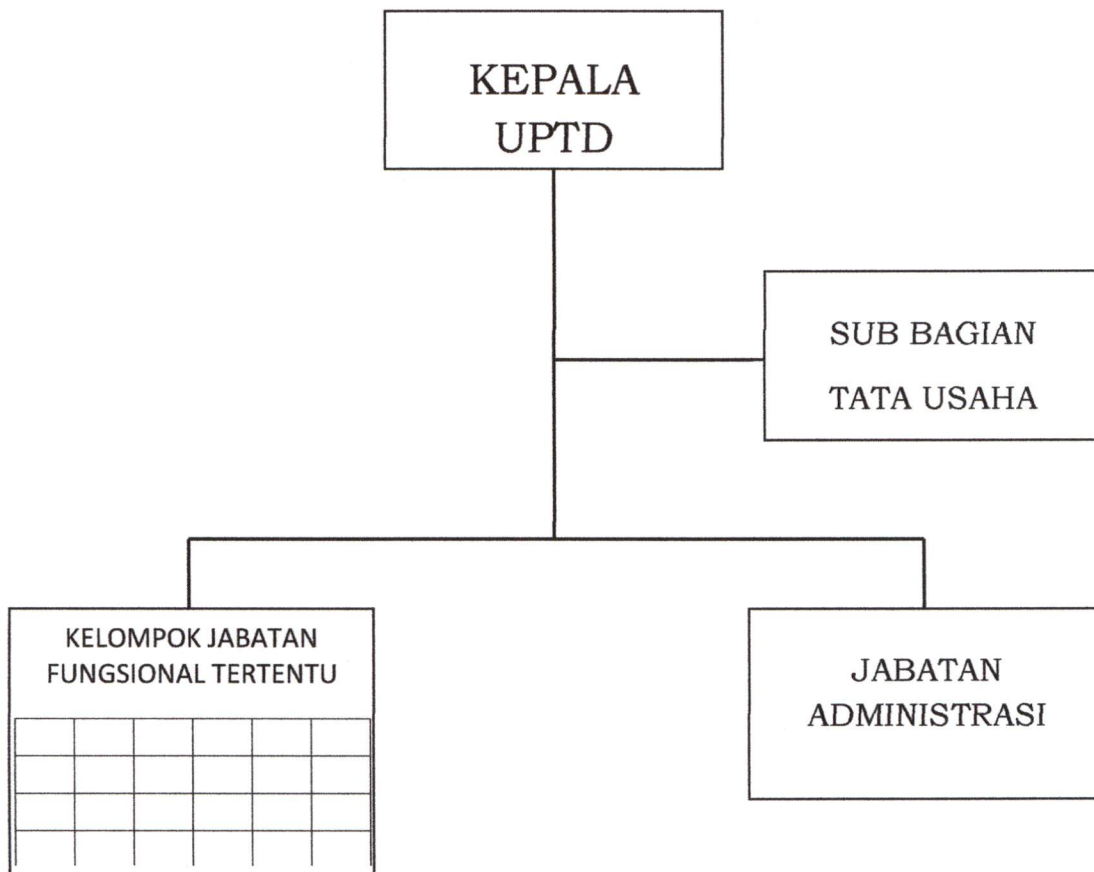 KEPALA
UPTD
SUB BAGIAN
TATA USAHA
KELOMPOK JABATAN
FUNGSIONAL TERTENTU
JABATAN
ADMINISTRASI